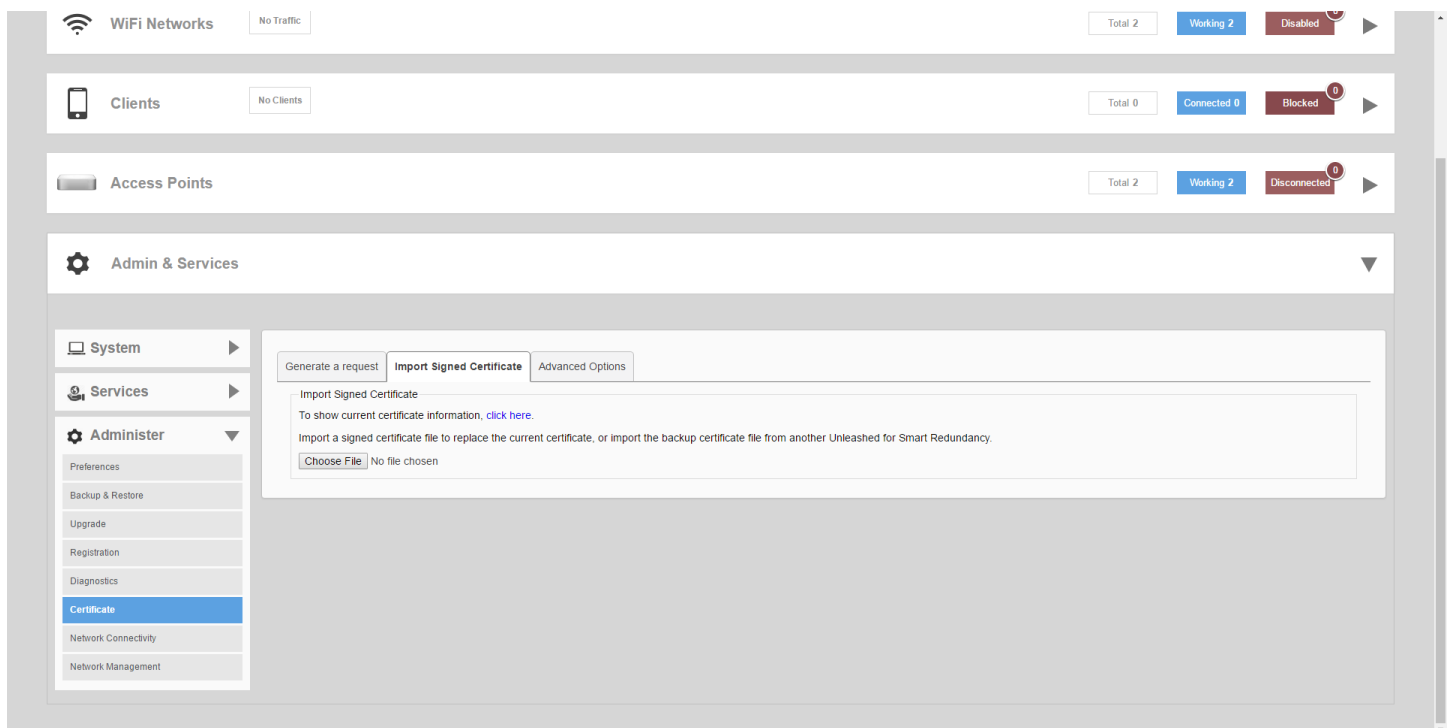 WiFi Networks No Traffic Total 2 Working 2 Disabled
Clients No Clients Total 0 Connected 0 Blocked 0
Access Points Total 2 Working 2 Disconnected 0
Admin & Services
System
Services
Administer
Preferences
Backup & Restore
Upgrade
Registration
Diagnostics
Certificate
Network Connectivity
Network Management
Generate a request Import Signed Certificate Advanced Options
Import Signed Certificate
To show current certificate information, click here.
Import a signed certificate file to replace the current certificate, or import the backup certificate file from another Unleashed for Smart Redundancy.
Choose File No file chosen